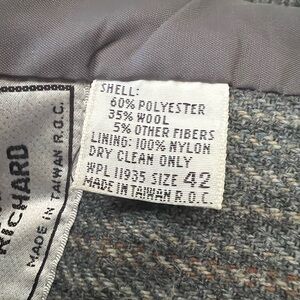 SHELL:
60% POLYESTER
35% WOOL
5% OTHER FIBERS
LINING: 100% NYLON
DRY CLEAN ONLY
WPL 11935 SIZE 42
MADE IN TAIWAN R.O.C.
RICHARD
MADE IN TAIWAN R.O.C.